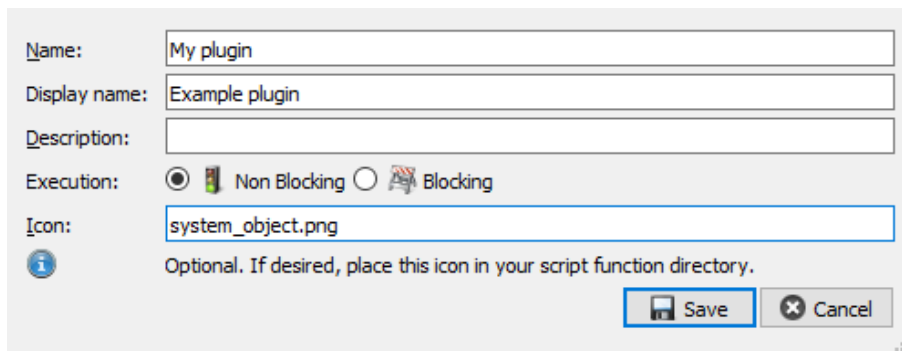 Name: My plugin
Display name: Example plugin
Description:
Execution: Non Blocking Blocking
Icon: system_object.png
Optional. If desired, place this icon in your script function directory.
Save Cancel